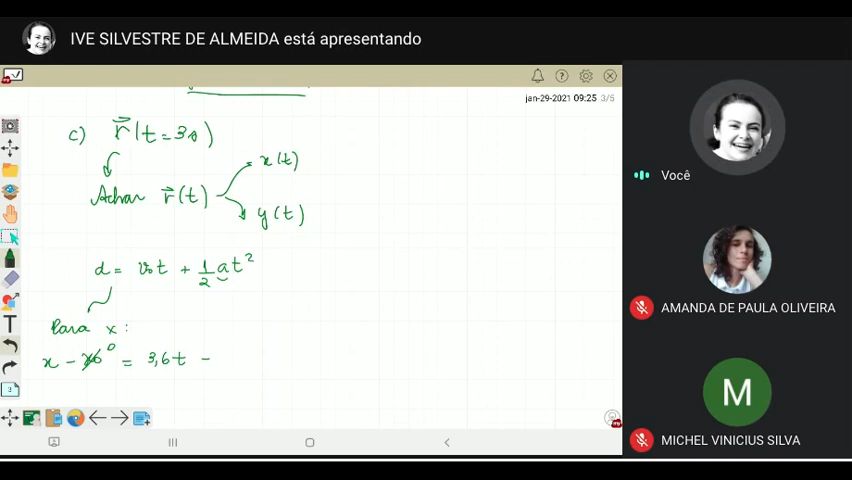 IVE SILVESTRE DE ALMEIDA está apresentando
jan-29-2021 09:25 3/5
c) r⃗(t=3s)
Achar r⃗(t)
x(t)
y(t)
d = v₀t + 1/2 at²
Para x:
x - x₀ 0 = 3,6t -
Você
AMANDA DE PAULA OLIVEIRA
M
MICHEL VINICIUS SILVA